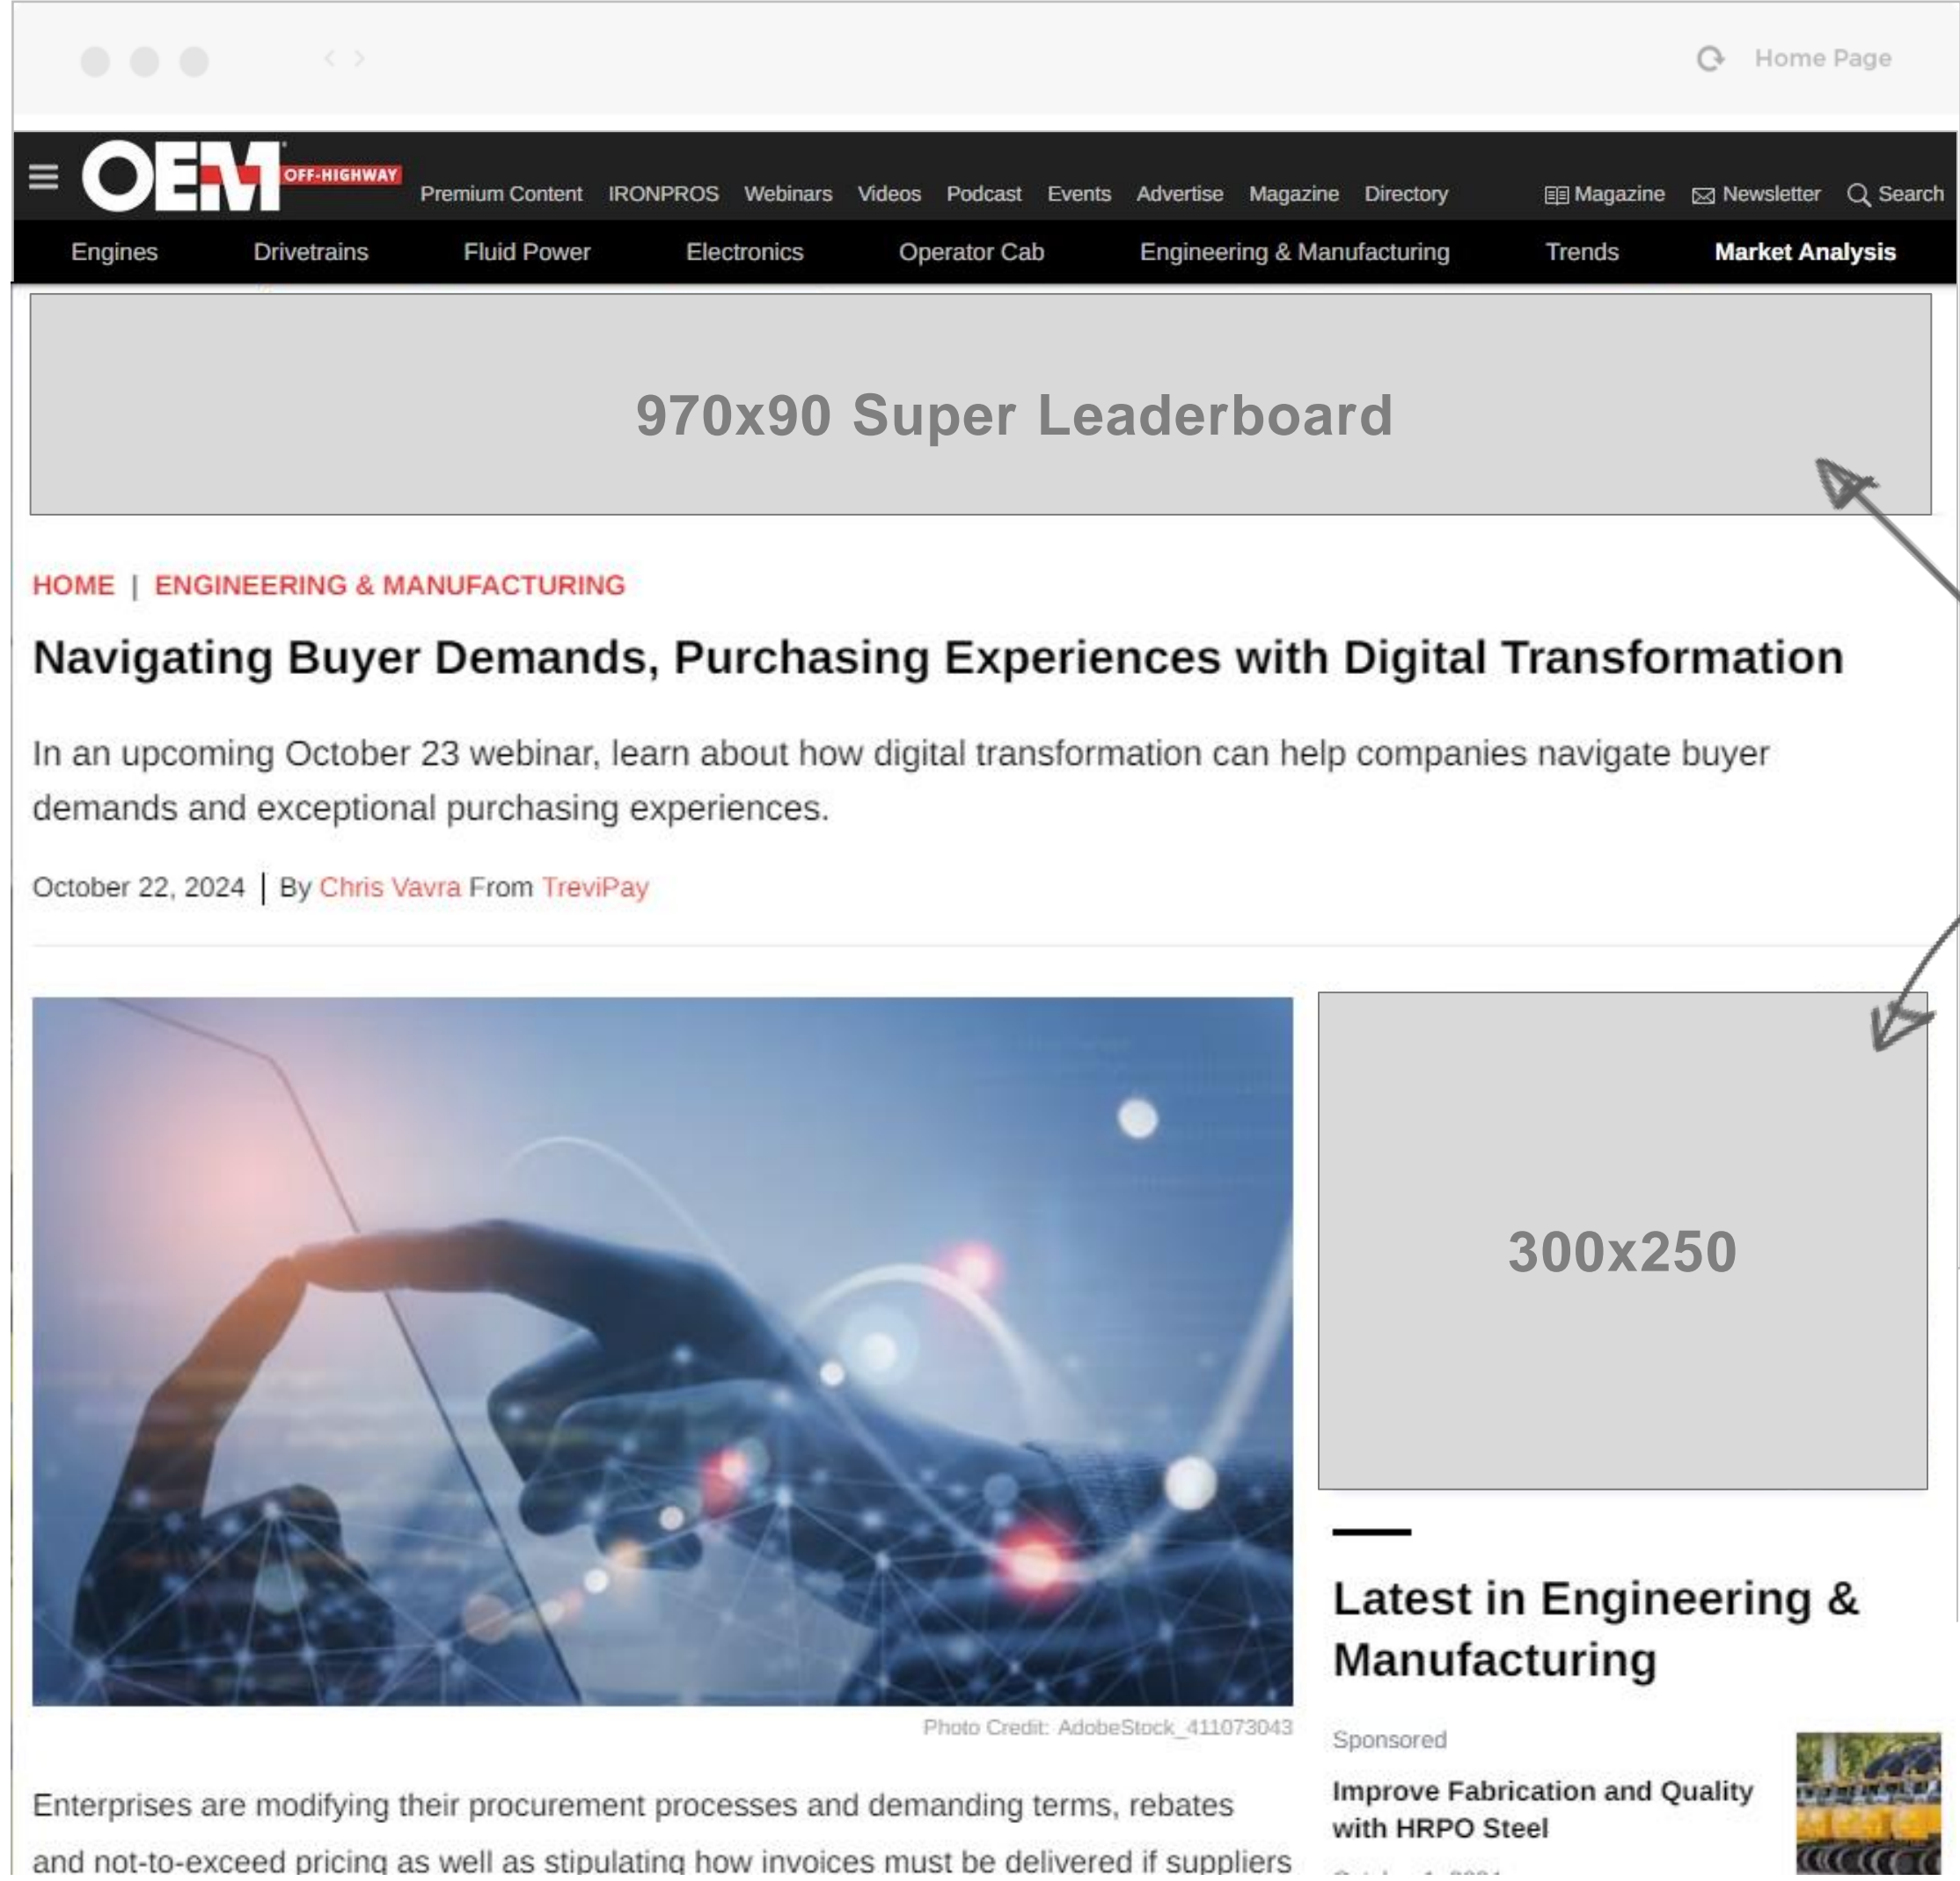 Home Page
OEM OFF-HIGHWAY
Premium Content IRONPROS Webinars Videos Podcast Events Advertise Magazine Directory Magazine Newsletter Search
Engines Drivetrains Fluid Power Electronics Operator Cab Engineering & Manufacturing Trends Market Analysis
970x90 Super Leaderboard
HOME | ENGINEERING & MANUFACTURING
Navigating Buyer Demands, Purchasing Experiences with Digital Transformation
In an upcoming October 23 webinar, learn about how digital transformation can help companies navigate buyer
demands and exceptional purchasing experiences.
October 22, 2024 | By Chris Vavra From TreviPay
Photo Credit: AdobeStock_411073043
Enterprises are modifying their procurement processes and demanding terms, rebates
and not-to-exceed pricing as well as stipulating how invoices must be delivered if suppliers
300x250
Latest in Engineering &
Manufacturing
Sponsored
Improve Fabrication and Quality
with HRPO Steel